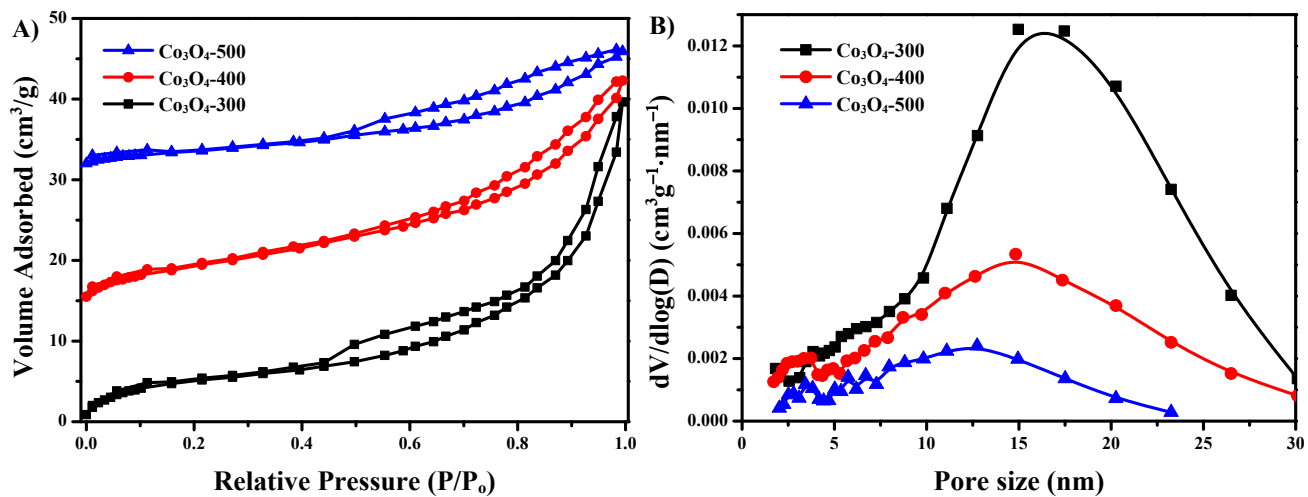 A)
Volume Adsorbed (cm³/g)
50
40
30
20
10
0
Co₃O₄-500
Co₃O₄-400
Co₃O₄-300
0.0
0.2
0.4
0.6
0.8
1.0
Relative Pressure (P/Pₒ)
B)
dV/dlog(D) (cm³g⁻¹·nm⁻¹)
0.012
0.010
0.008
0.006
0.004
0.002
0.000
Co₃O₄-300
Co₃O₄-400
Co₃O₄-500
0
5
10
15
20
25
30
Pore size (nm)